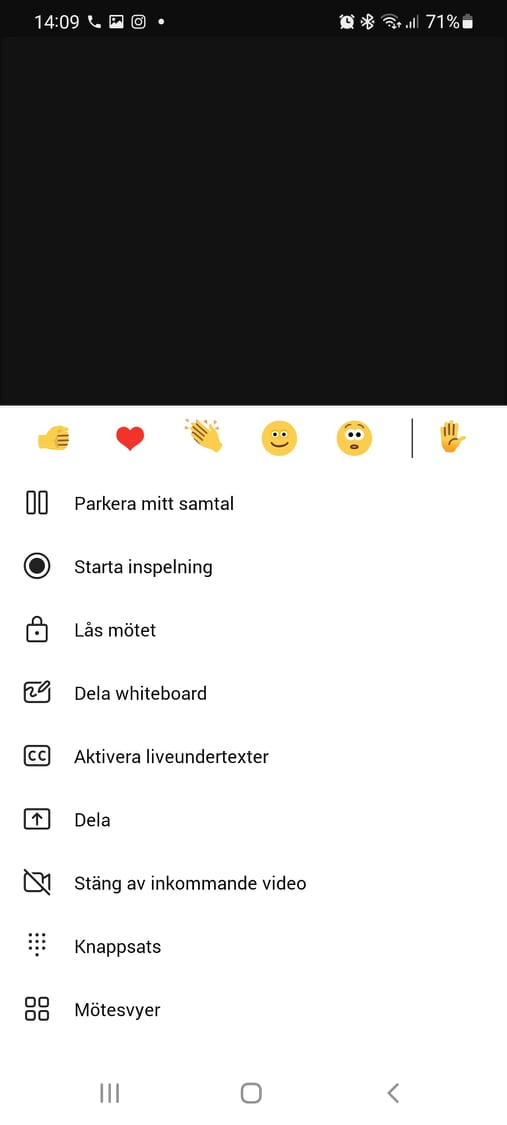 14:09 71%
Parkera mitt samtal
Starta inspelning
Lås mötet
Dela whiteboard
CC Aktivera liveundertexter
Dela
Stäng av inkommande video
Knappsats
Mötesvyer